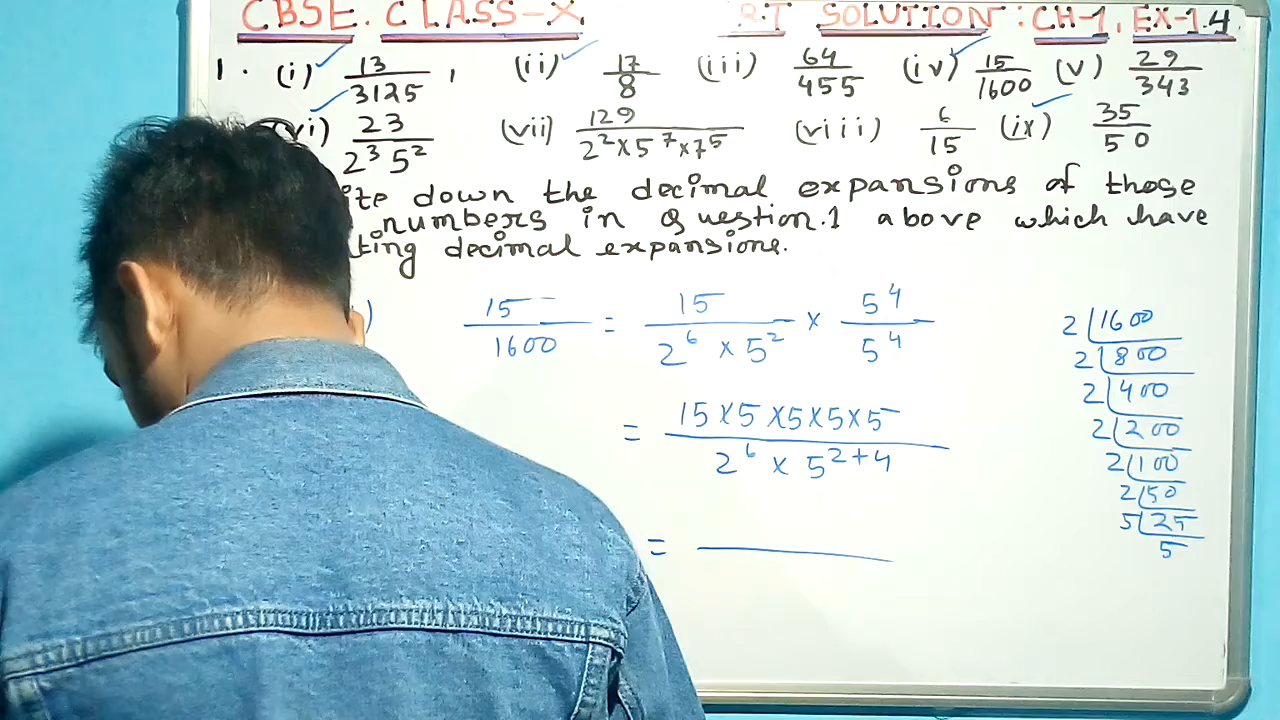 CBSE. CLASS-X RT SOLUTION : CH-1, EX-1.4
1. (i) 13/3125, (ii) 17/8 (iii) 64/455 (iv) 15/1600 (v) 29/343
vi) 23/2³ 5² (vii) 129/2²×5⁷×7⁵ (viii) 6/15 (ix) 35/50
ite down the decimal expansions of those
numbers in Question.1 above which have
ting decimal expansions.
) 15/1600 = 15/2⁶ × 5² × 5⁴/5⁴
= 15×5×5×5×5/2⁶ × 5²⁺⁴
=
2 1600
2 800
2 400
2 200
2 100
2 50
5 25
5